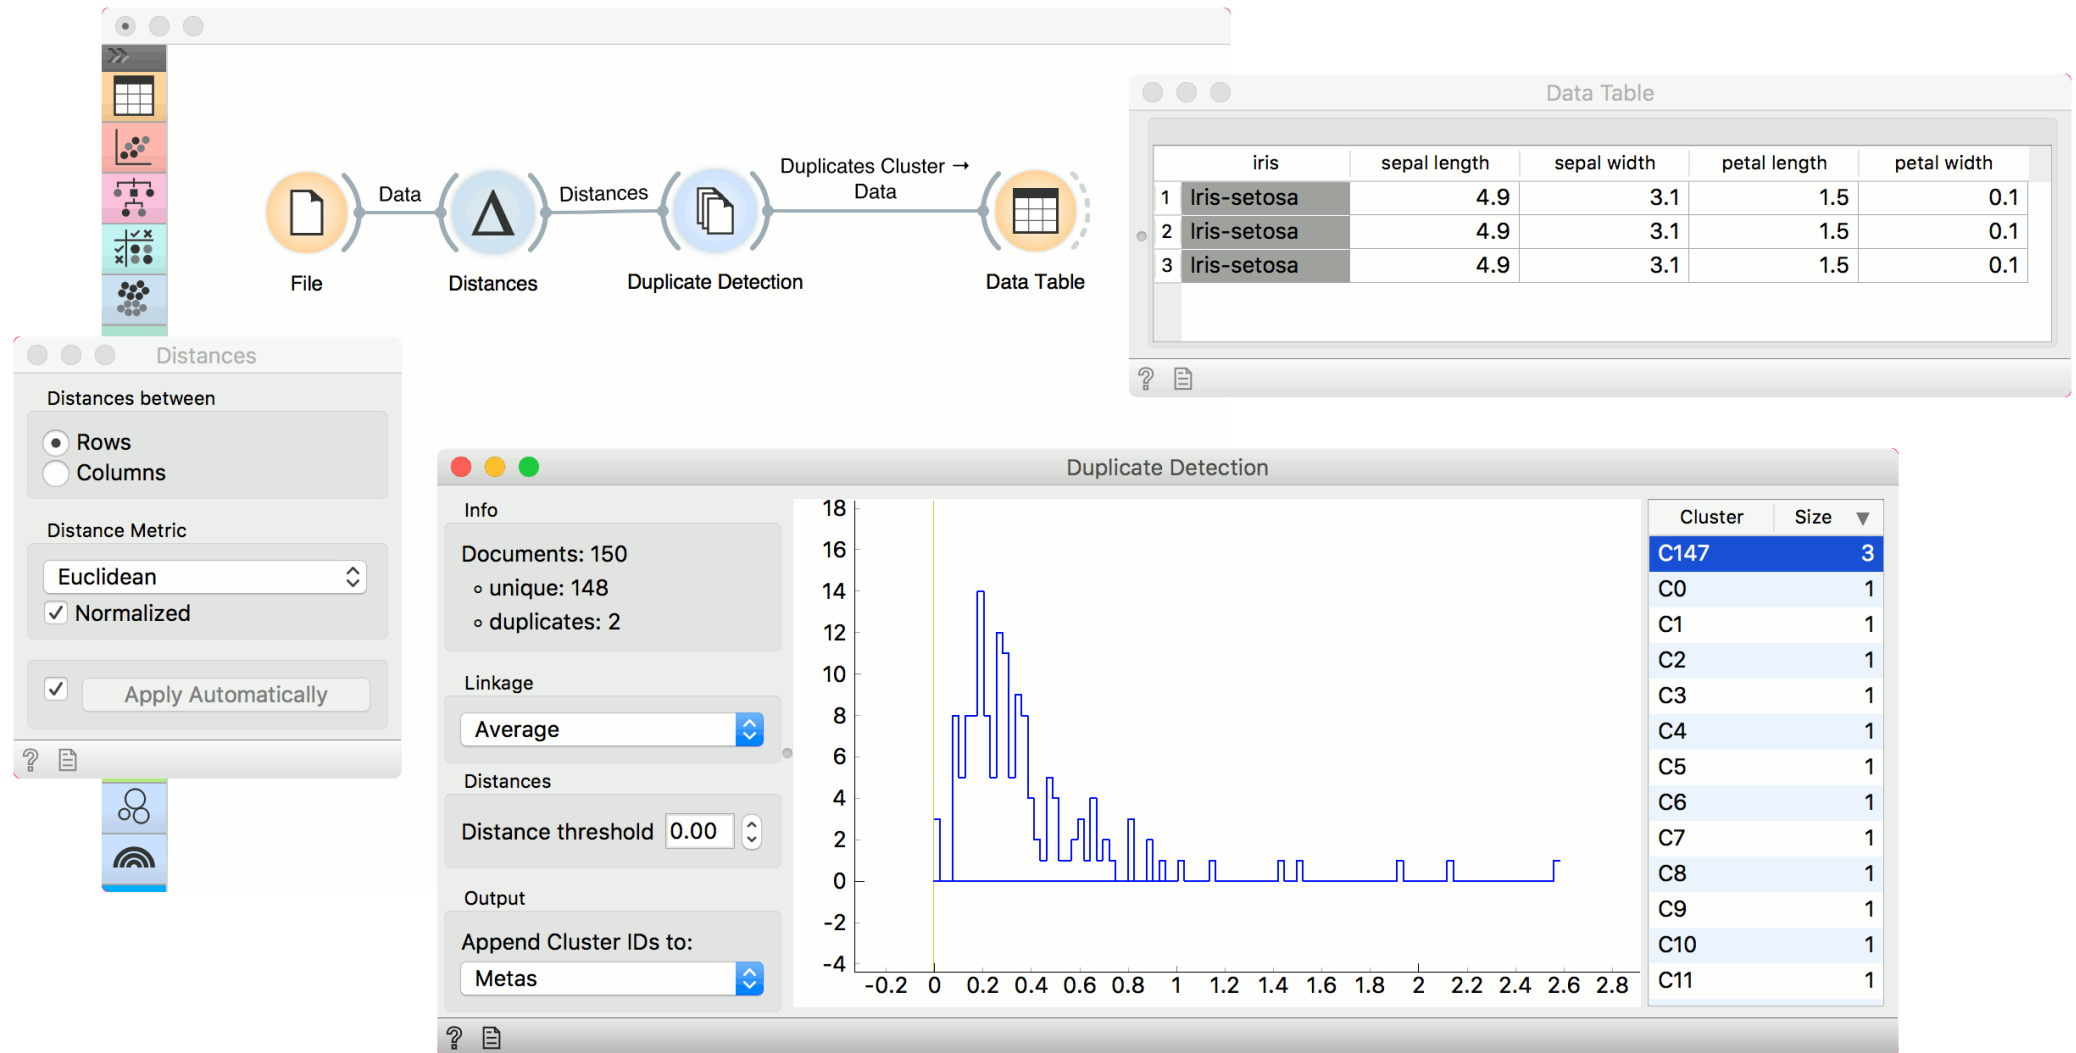 Data
Distances
Duplicates Cluster →
Data
File
Distances
Duplicate Detection
Data Table
Data Table
iris sepal length sepal width petal length petal width
1 Iris-setosa 4.9 3.1 1.5 0.1
2 Iris-setosa 4.9 3.1 1.5 0.1
3 Iris-setosa 4.9 3.1 1.5 0.1
?
Distances
Distances between
Rows
Columns
Distance Metric
Euclidean
Normalized
Apply Automatically
?
Duplicate Detection
Info
Documents: 150
∘ unique: 148
∘ duplicates: 2
Linkage
Average
Distances
Distance threshold 0.00
Output
Append Cluster IDs to:
Metas
18
16
14
12
10
8
6
4
2
0
-2
-4
-0.2 0 0.2 0.4 0.6 0.8 1 1.2 1.4 1.6 1.8 2 2.2 2.4 2.6 2.8
Cluster Size ▼
C147 3
C0 1
C1 1
C2 1
C3 1
C4 1
C5 1
C6 1
C7 1
C8 1
C9 1
C10 1
C11 1
?